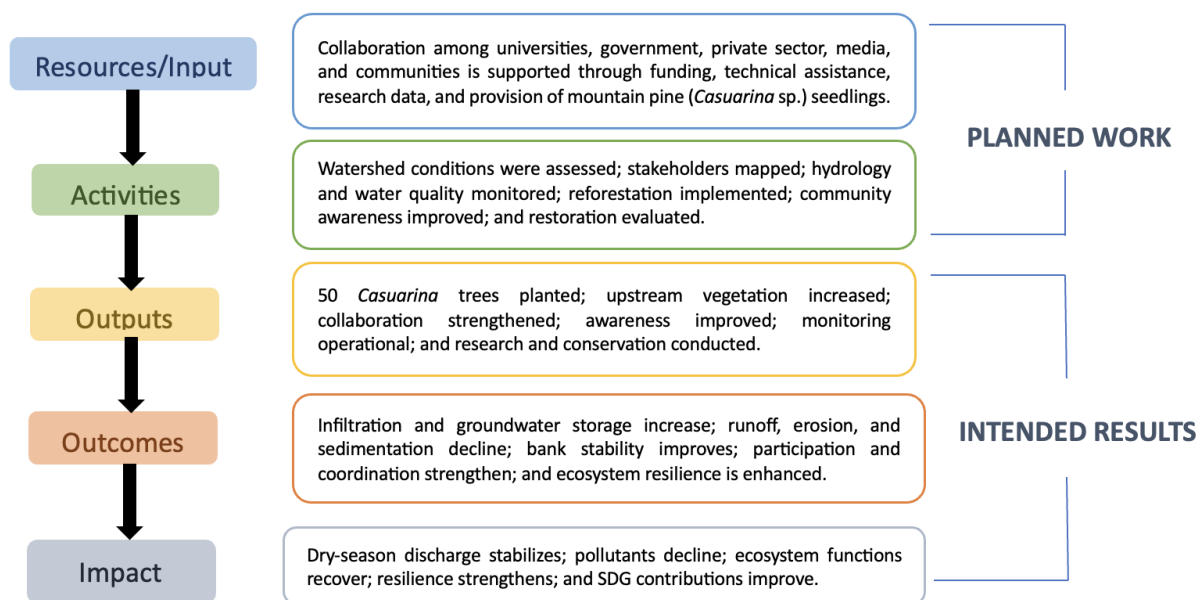 Resources/Input
Collaboration among universities, government, private sector, media,
and communities is supported through funding, technical assistance,
research data, and provision of mountain pine (Casuarina sp.) seedlings.
PLANNED WORK
Activities
Watershed conditions were assessed; stakeholders mapped; hydrology
and water quality monitored; reforestation implemented; community
awareness improved; and restoration evaluated.
Outputs
50 Casuarina trees planted; upstream vegetation increased;
collaboration strengthened; awareness improved; monitoring
operational; and research and conservation conducted.
Outcomes
Infiltration and groundwater storage increase; runoff, erosion, and
sedimentation decline; bank stability improves; participation and
coordination strengthen; and ecosystem resilience is enhanced.
INTENDED RESULTS
Impact
Dry-season discharge stabilizes; pollutants decline; ecosystem functions
recover; resilience strengthens; and SDG contributions improve.